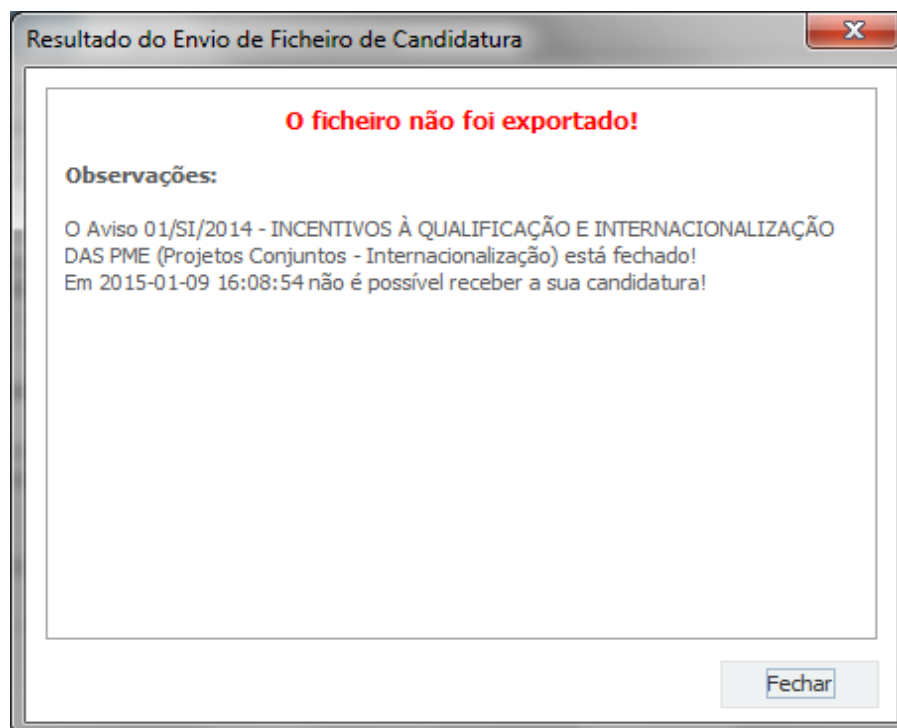 Resultado do Envio de Ficheiro de Candidatura
O ficheiro não foi exportado!
Observações:
O Aviso 01/SI/2014 - INCENTIVOS À QUALIFICAÇÃO E INTERNACIONALIZAÇÃO
DAS PME (Projetos Conjuntos - Internacionalização) está fechado!
Em 2015-01-09 16:08:54 não é possível receber a sua candidatura!
Fechar